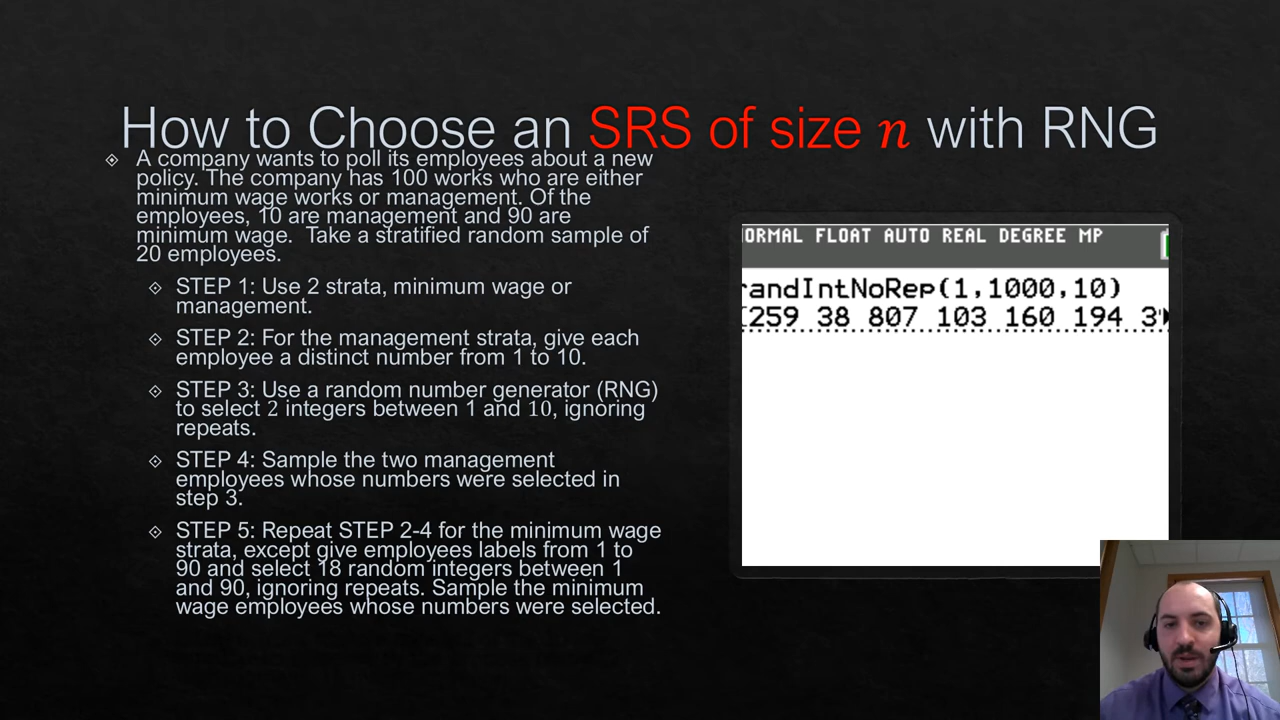 How to Choose an SRS of size n with RNG
A company wants to poll its employees about a new
policy. The company has 100 works who are either
minimum wage works or management. Of the
employees, 10 are management and 90 are
minimum wage.  Take a stratified random sample of
20 employees.
STEP 1: Use 2 strata, minimum wage or
management.
STEP 2: For the management strata, give each
employee a distinct number from 1 to 10.
STEP 3: Use a random number generator (RNG)
to select 2 integers between 1 and 10, ignoring
repeats.
STEP 4: Sample the two management
employees whose numbers were selected in
step 3.
STEP 5: Repeat STEP 2-4 for the minimum wage
strata, except give employees labels from 1 to
90 and select 18 random integers between 1
and 90, ignoring repeats. Sample the minimum
wage employees whose numbers were selected.
ORMAL FLOAT AUTO REAL DEGREE MP
randIntNoRep(1,1000,10)
259 38 807 103 160 194 3